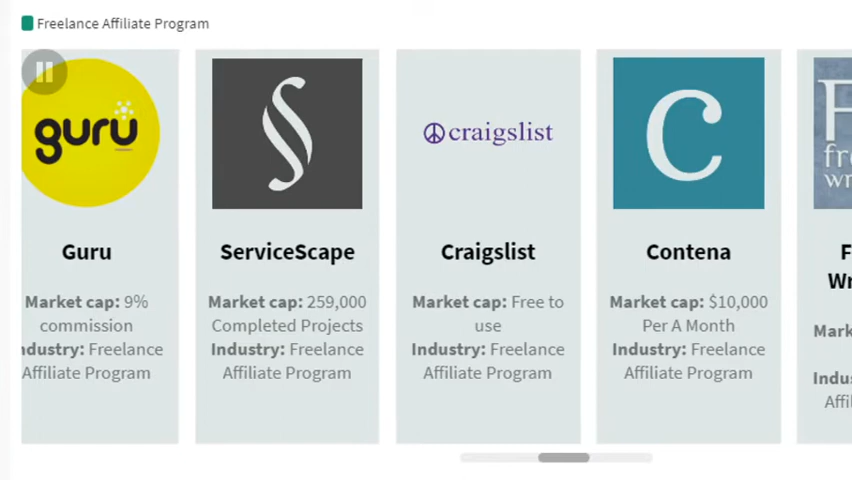 Freelance Affiliate Program
guru
craigslist
C
Guru
ServiceScape
Craigslist
Contena
Market cap: 9%
commission
Industry: Freelance
Affiliate Program
Market cap: 259,000
Completed Projects
Industry: Freelance
Affiliate Program
Market cap: Free to
use
Industry: Freelance
Affiliate Program
Market cap: $10,000
Per A Month
Industry: Freelance
Affiliate Program